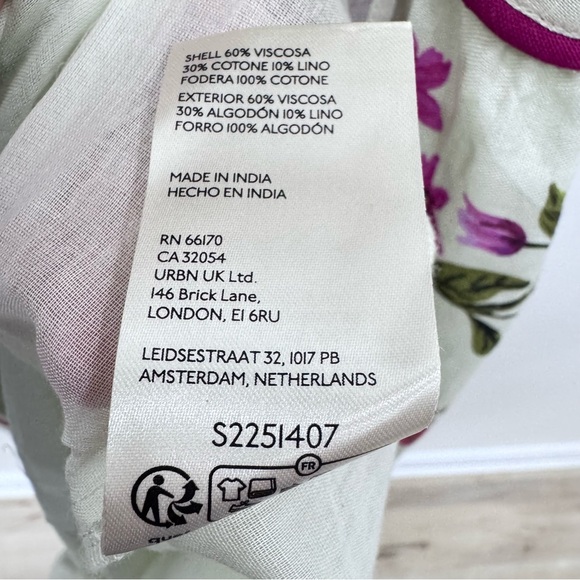 SHELL 60% VISCOSA
30% COTONE 10% LINO
FODERA 100% COTONE
EXTERIOR 60% VISCOSA
30% ALGODÓN 10% LINO
FORRO 100% ALGODÓN
MADE IN INDIA
HECHO EN INDIA
RN 66170
CA 32054
URBN UK Ltd.
146 Brick Lane,
LONDON, E1 6RU
LEIDSESTRAAT 32, 1017 PB
AMSTERDAM, NETHERLANDS
S2251407
FR